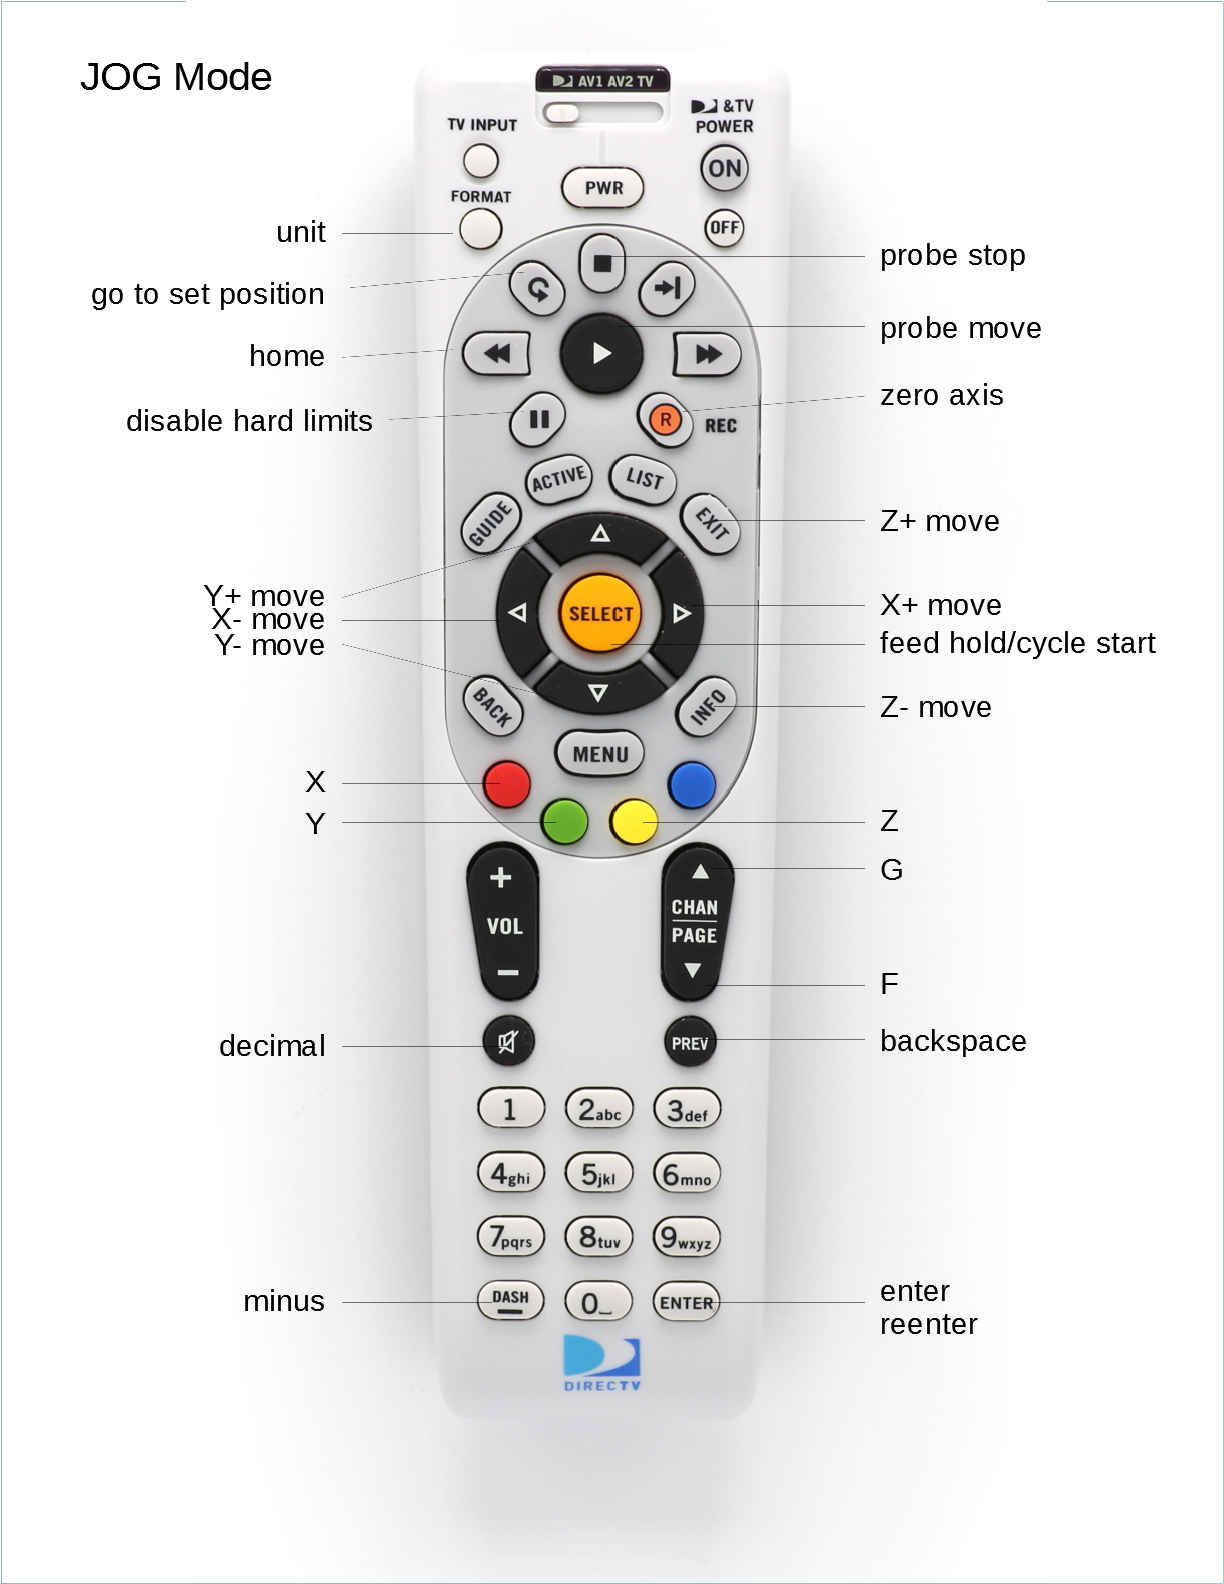 JOG Mode
AV1 AV2 TV
TV INPUT
&TV
POWER
ON
PWR
FORMAT
OFF
unit
probe stop
go to set position
probe move
home
zero axis
disable hard limits
R
REC
ACTIVE
LIST
GUIDE
EXIT
Z+ move
Y+ move
X- move
Y- move
SELECT
X+ move
feed hold/cycle start
BACK
INFO
Z- move
MENU
X
Y
Z
G
+
VOL
−
CHAN
PAGE
F
decimal
PREV
backspace
1
2abc
3def
4ghi
5jkl
6mno
7pqrs
8tuv
9wxyz
minus
DASH
0
ENTER
enter
reenter
DIRECTV